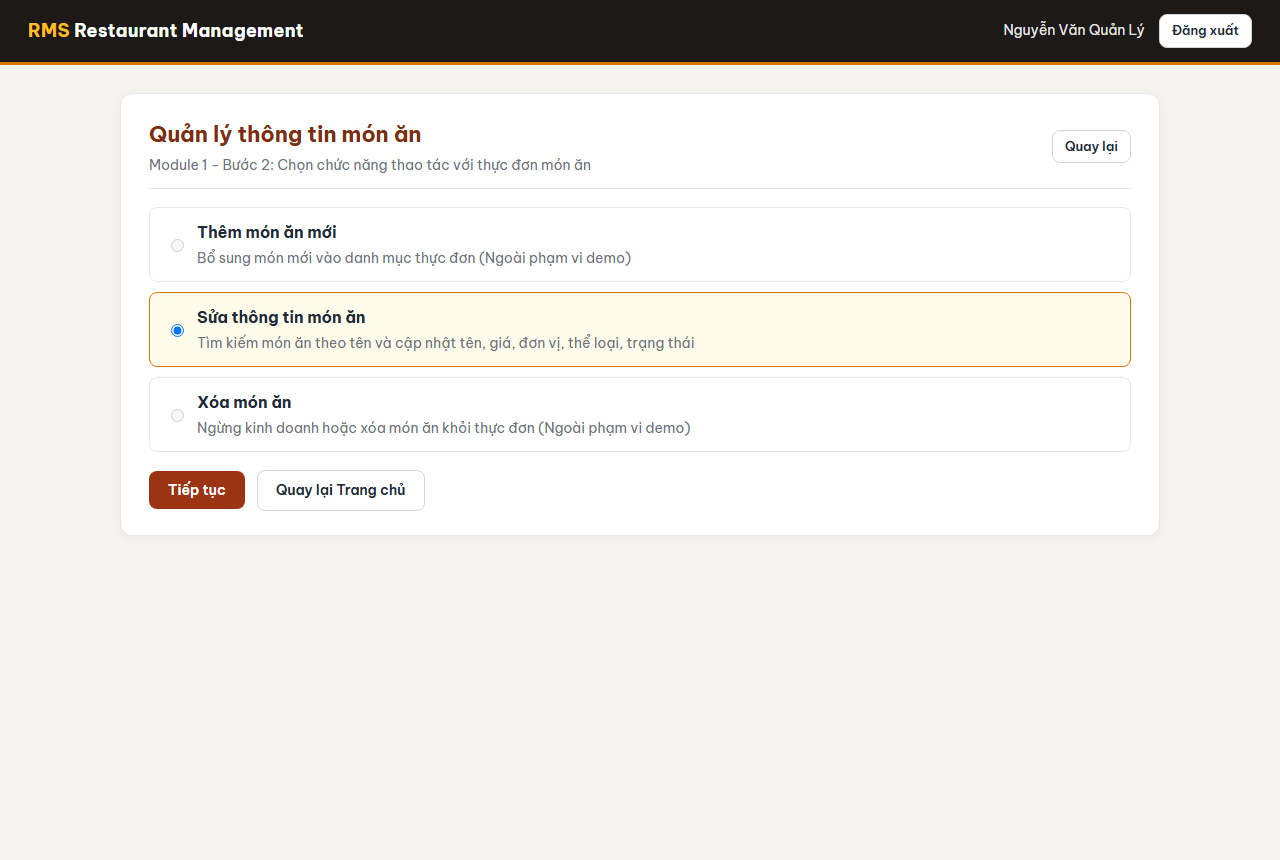 RMS Restaurant Management
Nguyễn Văn Quản Lý
Đăng xuất
Quản lý thông tin món ăn
Module 1 - Bước 2: Chọn chức năng thao tác với thực đơn món ăn
Quay lại
Thêm món ăn mới
Bổ sung món mới vào danh mục thực đơn (Ngoài phạm vi demo)
Sửa thông tin món ăn
Tìm kiếm món ăn theo tên và cập nhật tên, giá, đơn vị, thể loại, trạng thái
Xóa món ăn
Ngừng kinh doanh hoặc xóa món ăn khỏi thực đơn (Ngoài phạm vi demo)
Tiếp tục
Quay lại Trang chủ